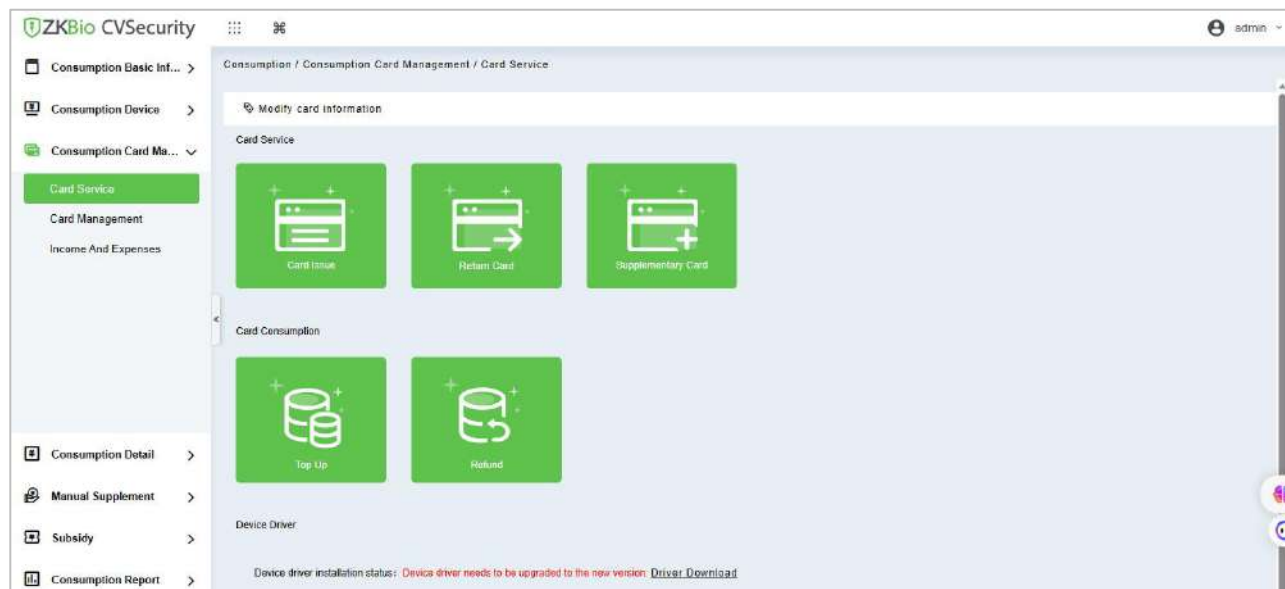 ZKBio CVSecurity
admin
Consumption Basic Inf...
Consumption Device
Consumption Card Ma...
Card Service
Card Management
Income And Expenses
Consumption Detail
Manual Supplement
Subsidy
Consumption Report
Consumption / Consumption Card Management / Card Service
Modify card information
Card Service
Card Issue
Return Card
Supplementary Card
Card Consumption
Top Up
Refund
Device Driver
Device driver installation status: Device driver needs to be upgraded to the new version. Driver Download